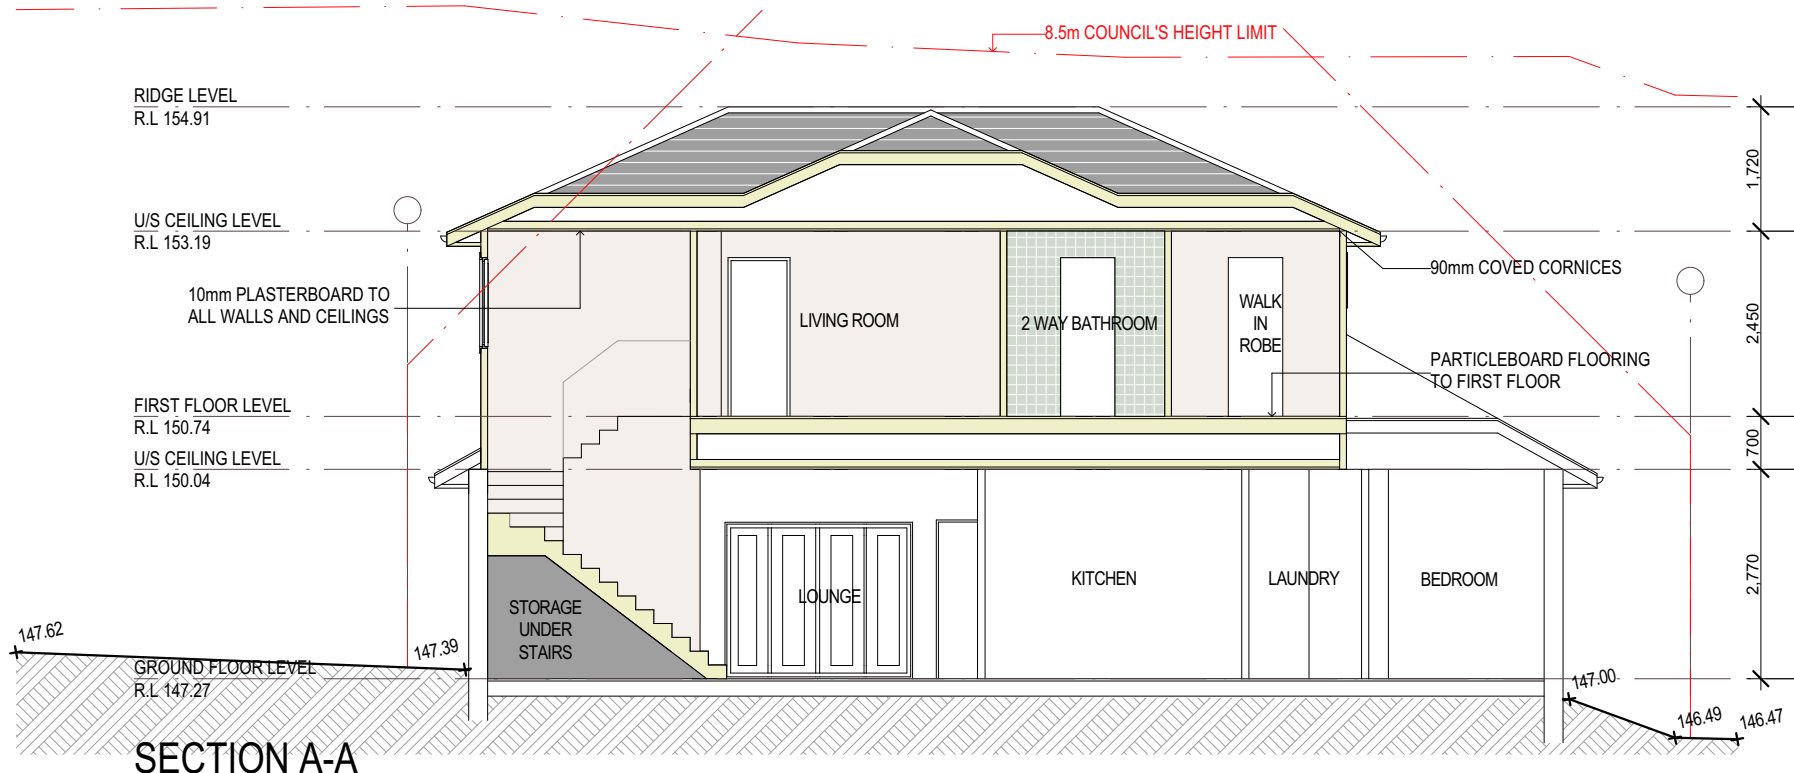 8.5m COUNCIL'S HEIGHT LIMIT
RIDGE LEVEL
R.L 154.91
1,720
U/S CEILING LEVEL
R.L 153.19
90mm COVED CORNICES
10mm PLASTERBOARD TO
ALL WALLS AND CEILINGS
LIVING ROOM
2 WAY BATHROOM
WALK
IN
ROBE
2,450
PARTICLEBOARD FLOORING
TO FIRST FLOOR
FIRST FLOOR LEVEL
R.L 150.74
700
U/S CEILING LEVEL
R.L 150.04
2,770
KITCHEN
LAUNDRY
BEDROOM
LOUNGE
STORAGE
UNDER
STAIRS
147.62
147.39
GROUND FLOOR LEVEL
R.L 147.27
147.00
146.49
146.47
SECTION A-A